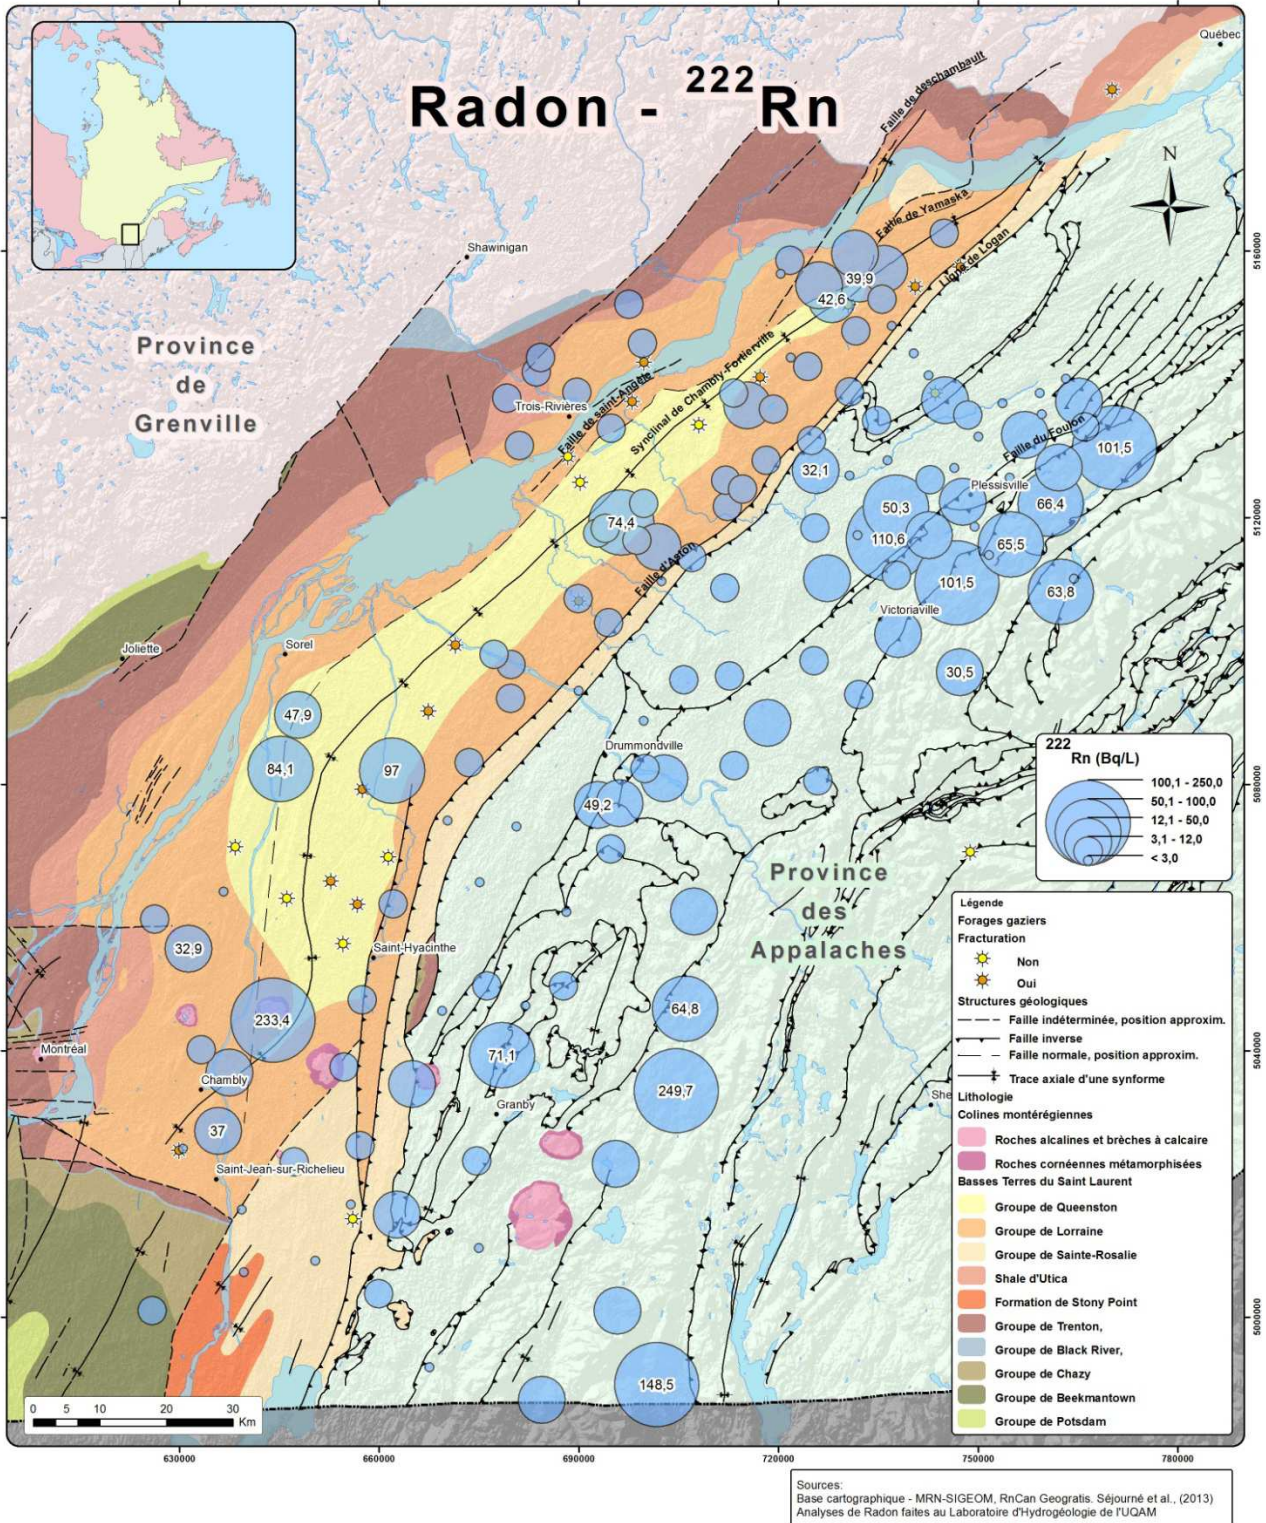 Radon - 222Rn
Québec
Faille de deschambault
N
Shawinigan
Faille de Yamaska
Ligne de Logan
Province
de
Grenville
39,9
42,6
Synclinal de Chambly-Fortierville
Faille de saint-Angèle
Trois-Rivières
Faille du Foulon
101,5
32,1
Plessisville
50,3
66,4
74,4
110,6
65,5
Faille d'Aston
101,5
63,8
Victoriaville
Joliette
Sorel
30,5
47,9
Drummondville
84,1
97
49,2
222
Rn (Bq/L)
100,1 - 250,0
50,1 - 100,0
12,1 - 50,0
3,1 - 12,0
< 3,0
Province
des
Appalaches
32,9
Saint-Hyacinthe
233,4
64,8
Montréal
71,1
Chambly
249,7
Granby
She
37
Saint-Jean-sur-Richelieu
148,5
Légende
Forages gaziers
Fracturation
Non
Oui
Structures géologiques
Faille indéterminée, position approxim.
Faille inverse
Faille normale, position approxim.
Trace axiale d'une synforme
Lithologie
Colines montérégiennes
Roches alcalines et brèches à calcaire
Roches cornéennes métamorphisées
Basses Terres du Saint Laurent
Groupe de Queenston
Groupe de Lorraine
Groupe de Sainte-Rosalie
Shale d'Utica
Formation de Stony Point
Groupe de Trenton,
Groupe de Black River,
Groupe de Chazy
Groupe de Beekmantown
Groupe de Potsdam
0 5 10 20 30
Km
5160000
5120000
5080000
5040000
5000000
630000 660000 690000 720000 750000 780000
Sources:
Base cartographique - MRN-SIGEOM, RnCan Geogratis. Séjourné et al., (2013)
Analyses de Radon faites au Laboratoire d'Hydrogéologie de l'UQAM